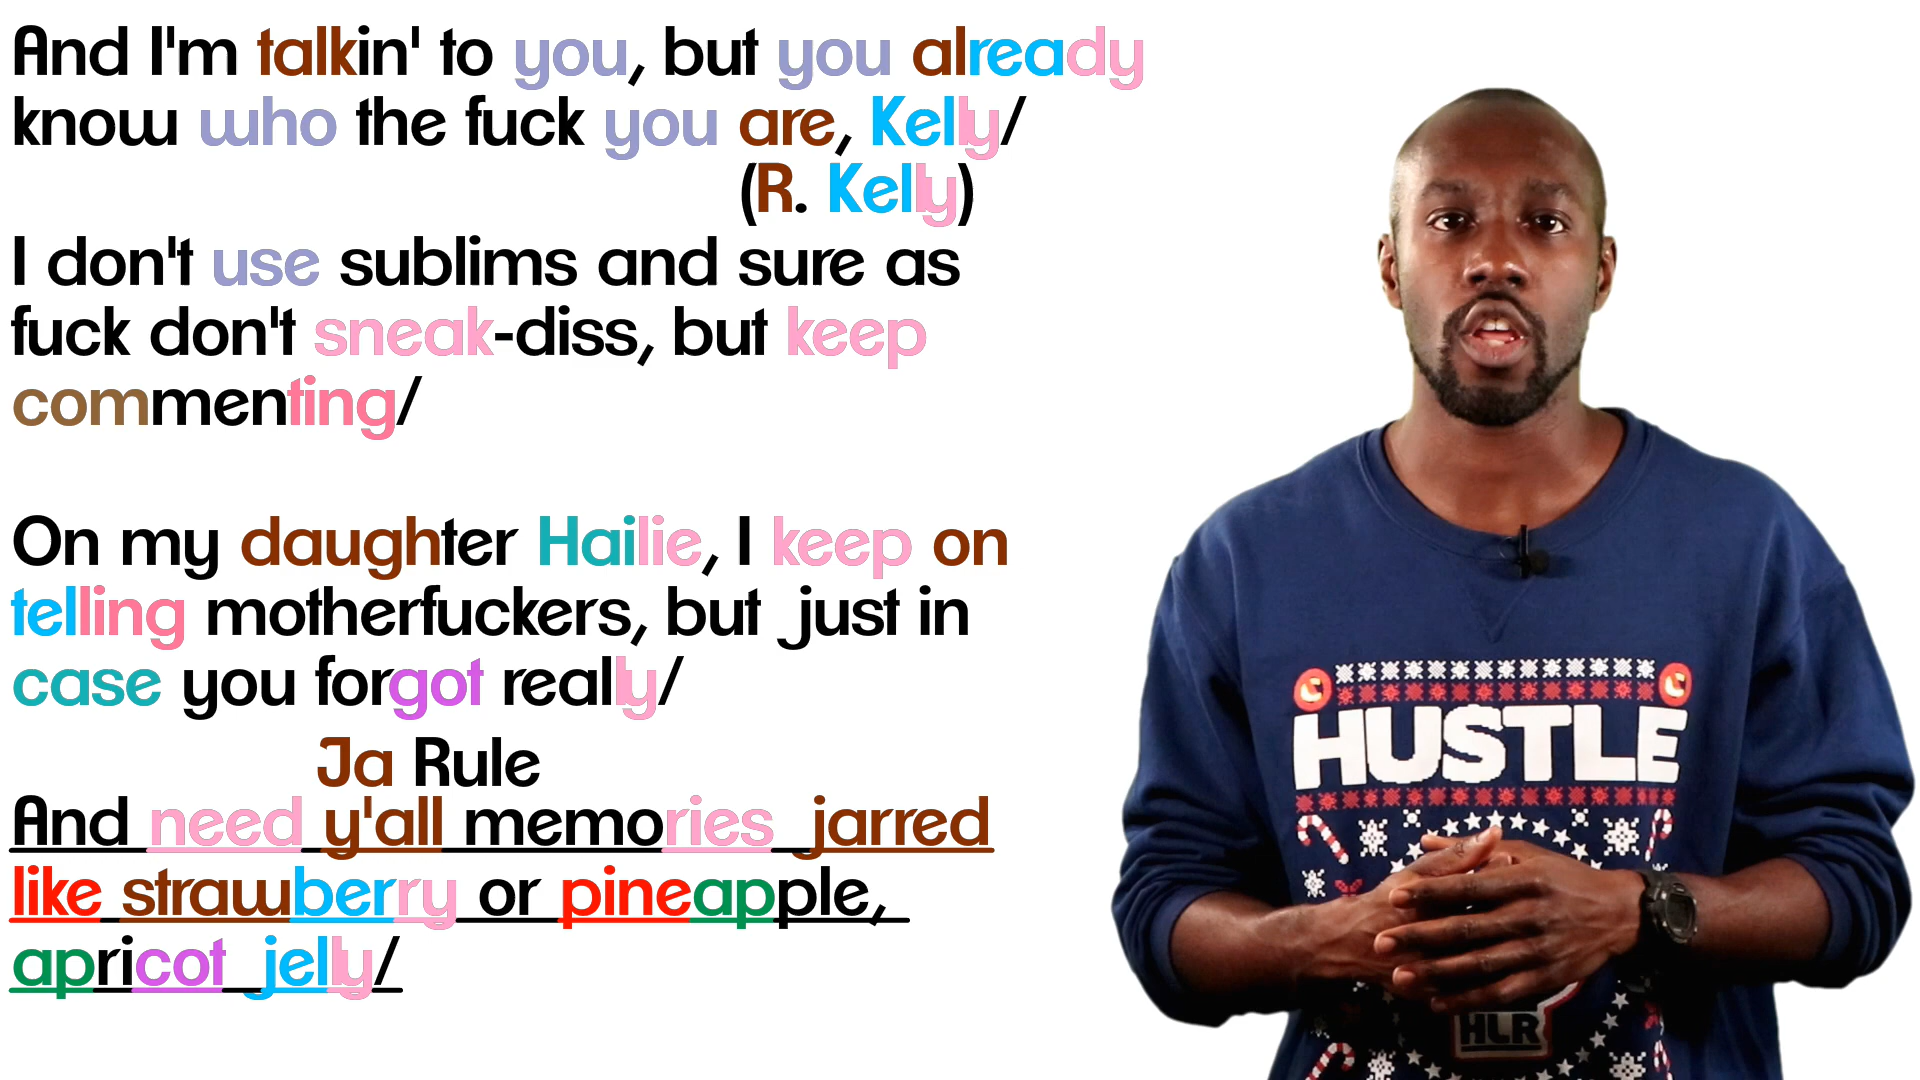 And I'm talkin' to you, but you already
know who the fuck you are, Kelly/
(R. Kelly)
I don't use sublims and sure as
fuck don't sneak-diss, but keep
commenting/
On my daughter Hailie, I keep on
telling motherfuckers, but just in
case you forgot really/
Ja Rule
And need y'all memories jarred
like strawberry or pineapple,
apricot jelly/
HUSTLE
HLR